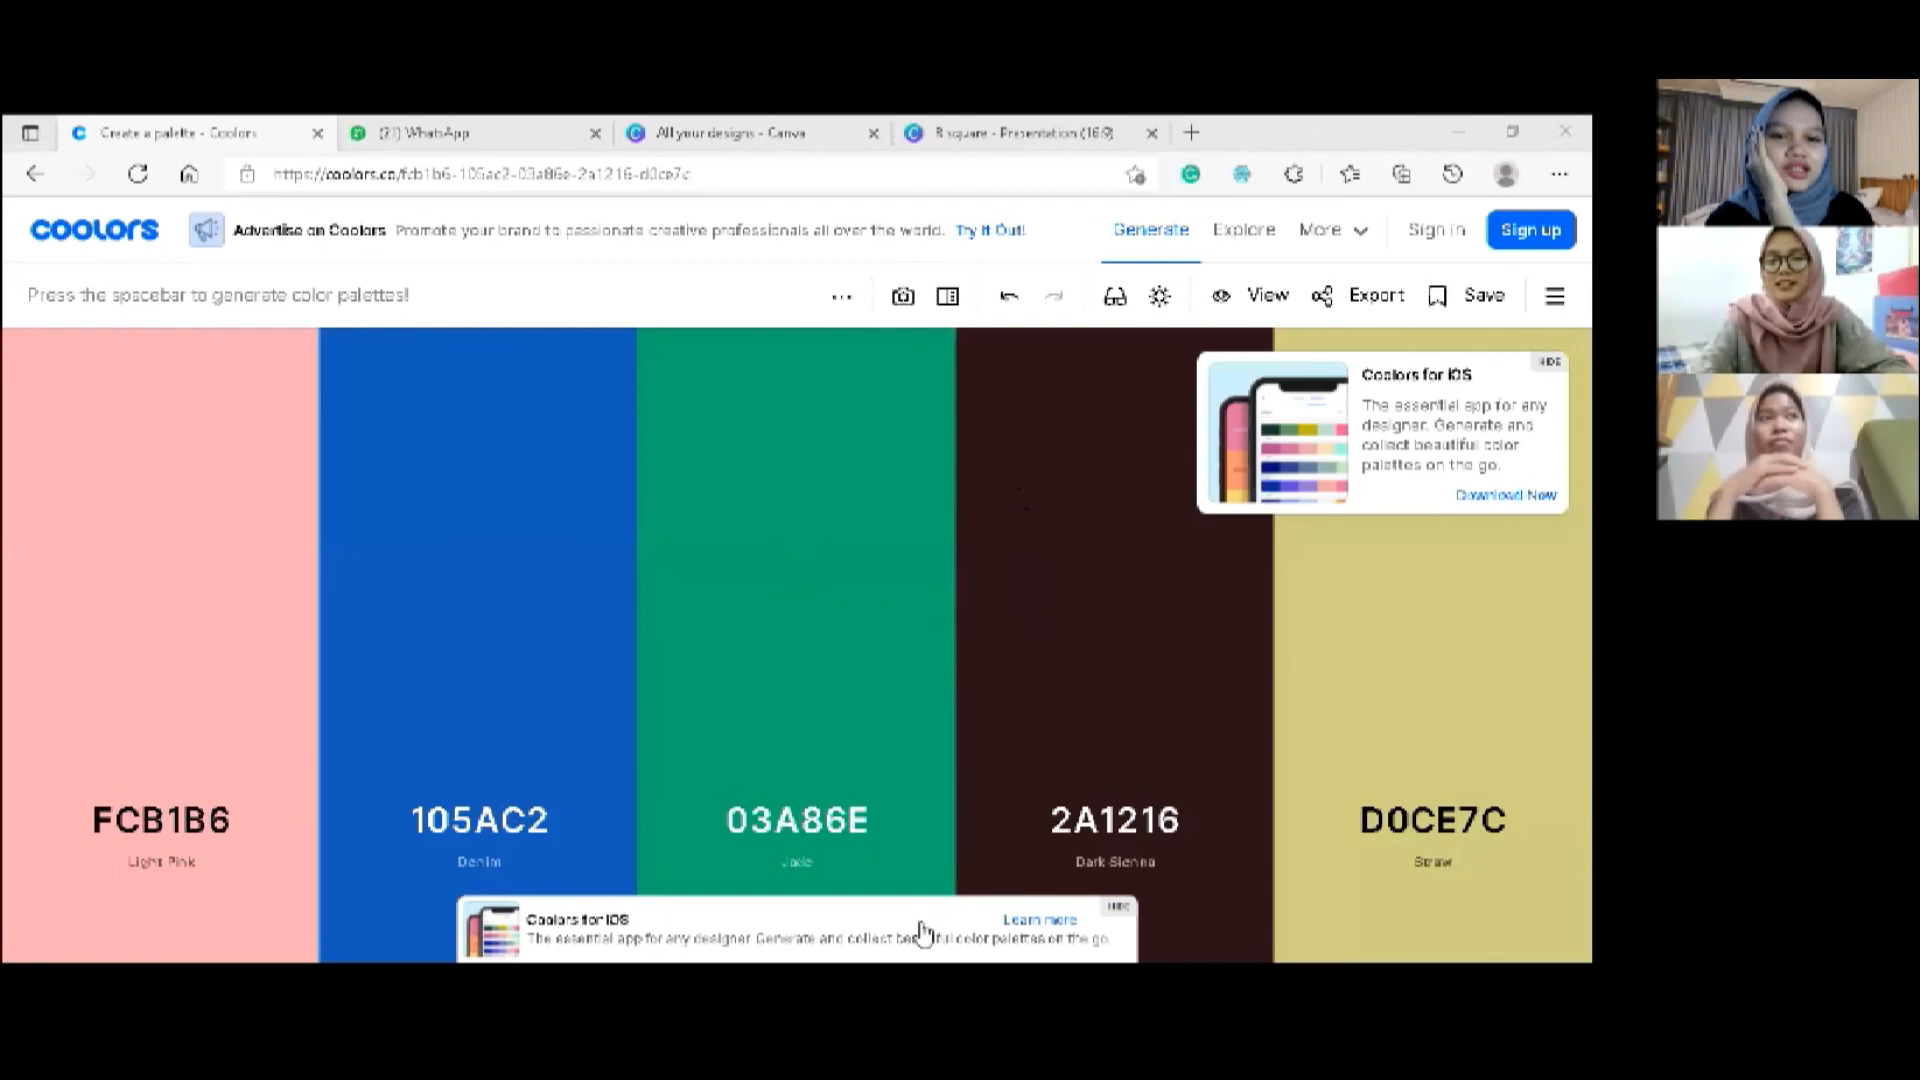 Create a palette - Coolors
(21) WhatsApp
All your designs - Canva
R square - Presentation (16:9)
https://coolors.co/fcb1b6-105ac2-03a86e-2a1216-d0ce7c
coolors
Advertise on Coolors Promote your brand to passionate creative professionals all over the world. Try It Out!
Generate
Explore
More
Sign in
Sign up
Press the spacebar to generate color palettes!
View
Export
Save
HIDE
Coolors for iOS
The essential app for any
designer. Generate and
collect beautiful color
palettes on the go.
Download Now
FCB1B6
105AC2
03A86E
2A1216
D0CE7C
Light Pink
Denim
Jade
Dark Sienna
Straw
HIDE
Coolors for iOS
Learn more
The essential app for any designer. Generate and collect beautiful color palettes on the go.